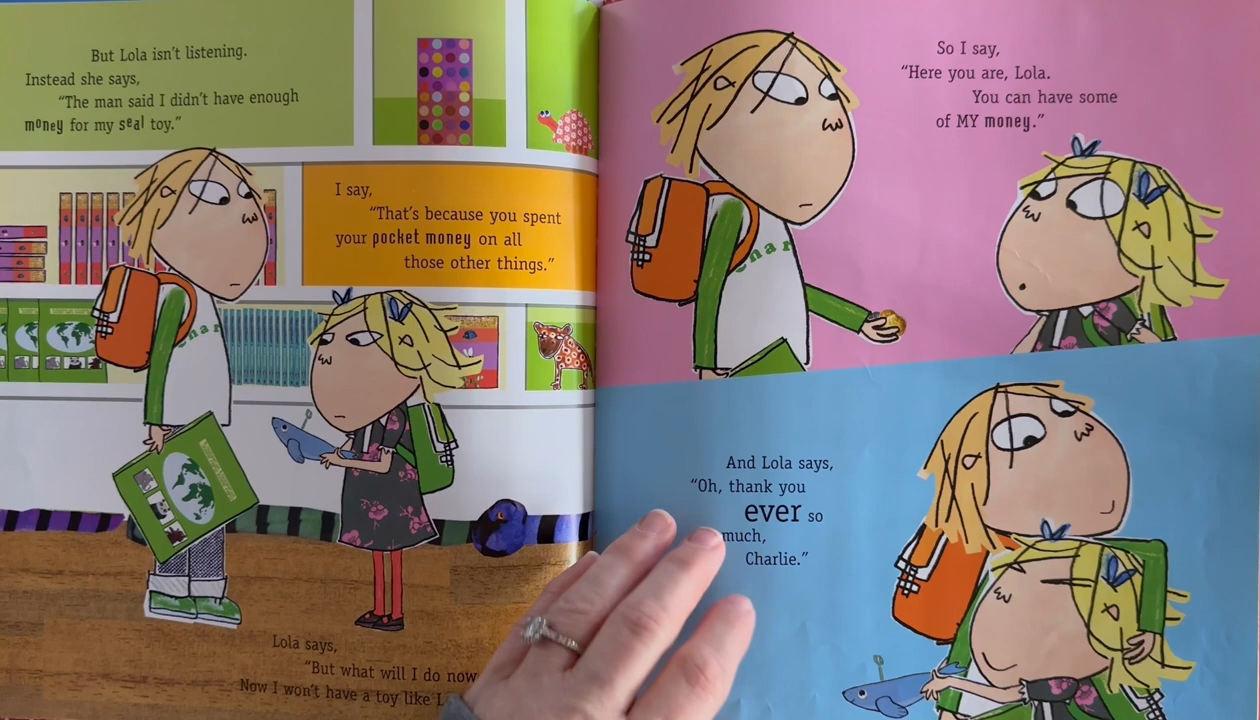 But Lola isn't listening.
Instead she says,
"The man said I didn't have enough
money for my seal toy."
I say,
"That's because you spent
your pocket money on all
those other things."
Lola says,
"But what will I do now
Now I won't have a toy like
So I say,
"Here you are, Lola.
You can have some
of MY money."
And Lola says,
"Oh, thank you
ever so
much,
Charlie."